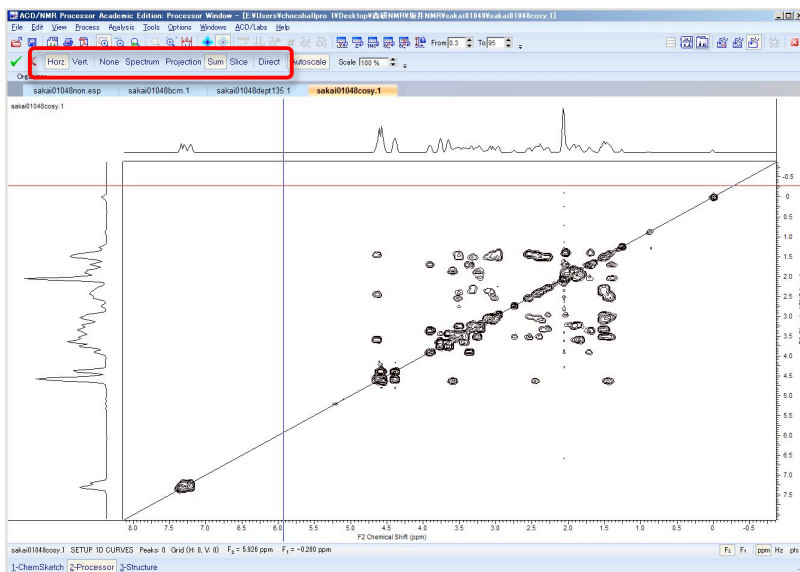 ACD/NMR Processor Academic Edition: Processor Window - [E:¥Users¥chocoballpro 1¥Desktop¥森研NMR¥坂井NMR¥sakai01048¥sakai01048cosy.1]
File Edit View Process Analysis Tools Options Windows ACD/Labs Help
From 0.3 To 95
Horz. Vert. None Spectrum Projection Sum Slice Direct Autoscale Scale 100 %
sakai01048non.esp sakai01048bcm.1 sakai01048dept135.1 sakai01048cosy.1
sakai01048cosy.1
-0.5
0
0.5
1.0
1.5
2.0
2.5
3.0
3.5
4.0
4.5
5.0
5.5
6.0
6.5
7.0
7.5
8.0 7.5 7.0 6.5 6.0 5.5 5.0 4.5 4.0 3.5 3.0 2.5 2.0 1.5 1.0 0.5 0 -0.5
F2 Chemical Shift (ppm)
sakai01048cosy.1 SETUP 1D CURVES Peaks: 0 Grid (H: 0, V: 0) F2 = 5.926 ppm F1 = -0.280 ppm F2 F1 ppm Hz pts
1-ChemSketch 2-Processor 3-Structure